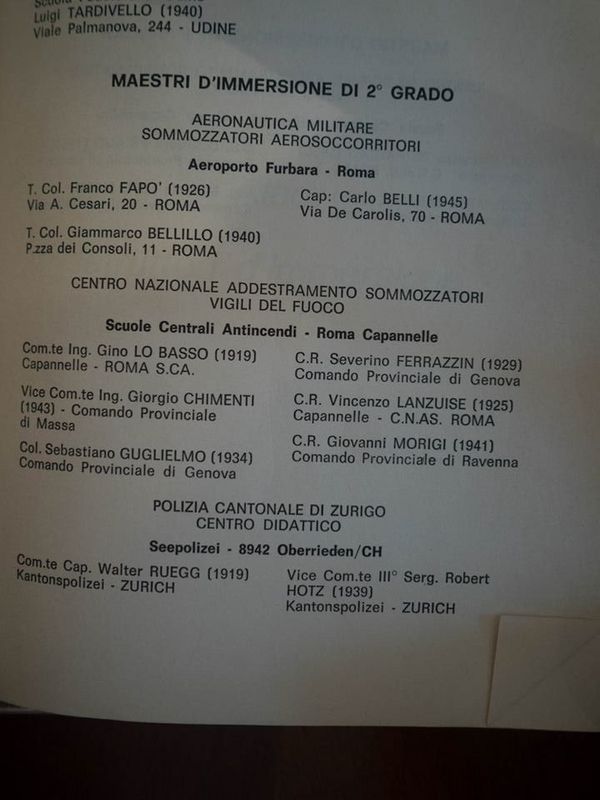 Luigi TARDIVELLO (1940)
Viale Palmanova, 244 - UDINE
MAESTRI D'IMMERSIONE DI 2° GRADO
AERONAUTICA MILITARE
SOMMOZZATORI AEROSOCCORRITORI
Aeroporto Furbara - Roma
T. Col. Franco FAPO' (1926)
Via A. Cesari, 20 - ROMA
T. Col. Giammarco BELLILLO (1940)
P.zza dei Consoli, 11 - ROMA
Cap: Carlo BELLI (1945)
Via De Carolis, 70 - ROMA
CENTRO NAZIONALE ADDESTRAMENTO SOMMOZZATORI
VIGILI DEL FUOCO
Scuole Centrali Antincendi - Roma Capannelle
Com.te Ing. Gino LO BASSO (1919)
Capannelle - ROMA S.CA.
Vice Com.te Ing. Giorgio CHIMENTI
(1943) - Comando Provinciale
di Massa
Col. Sebastiano GUGLIELMO (1934)
Comando Provinciale di Genova
C.R. Severino FERRAZZIN (1929)
Comando Provinciale di Genova
C.R. Vincenzo LANZUISE (1925)
Capannelle - C.N.AS. ROMA
C.R. Giovanni MORIGI (1941)
Comando Provinciale di Ravenna
POLIZIA CANTONALE DI ZURIGO
CENTRO DIDATTICO
Seepolizei - 8942 Oberrieden/CH
Com.te Cap. Walter RUEGG (1919)
Kantonspolizei - ZURICH
Vice Com.te III° Serg. Robert
HOTZ (1939)
Kantonspolizei - ZURICH